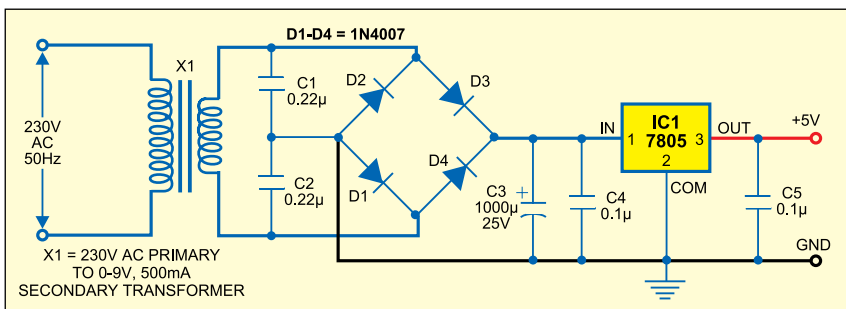 D1-D4 = 1N4007
X1
230V
AC
50Hz
C1
0.22µ
C2
0.22µ
D2
D3
D1
D4
C3
1000µ
25V
+
C4
0.1µ
IN
IC1
7805
1
3
2
OUT
COM
C5
0.1µ
+5V
GND
X1 = 230V AC PRIMARY
TO 0-9V, 500mA
SECONDARY TRANSFORMER